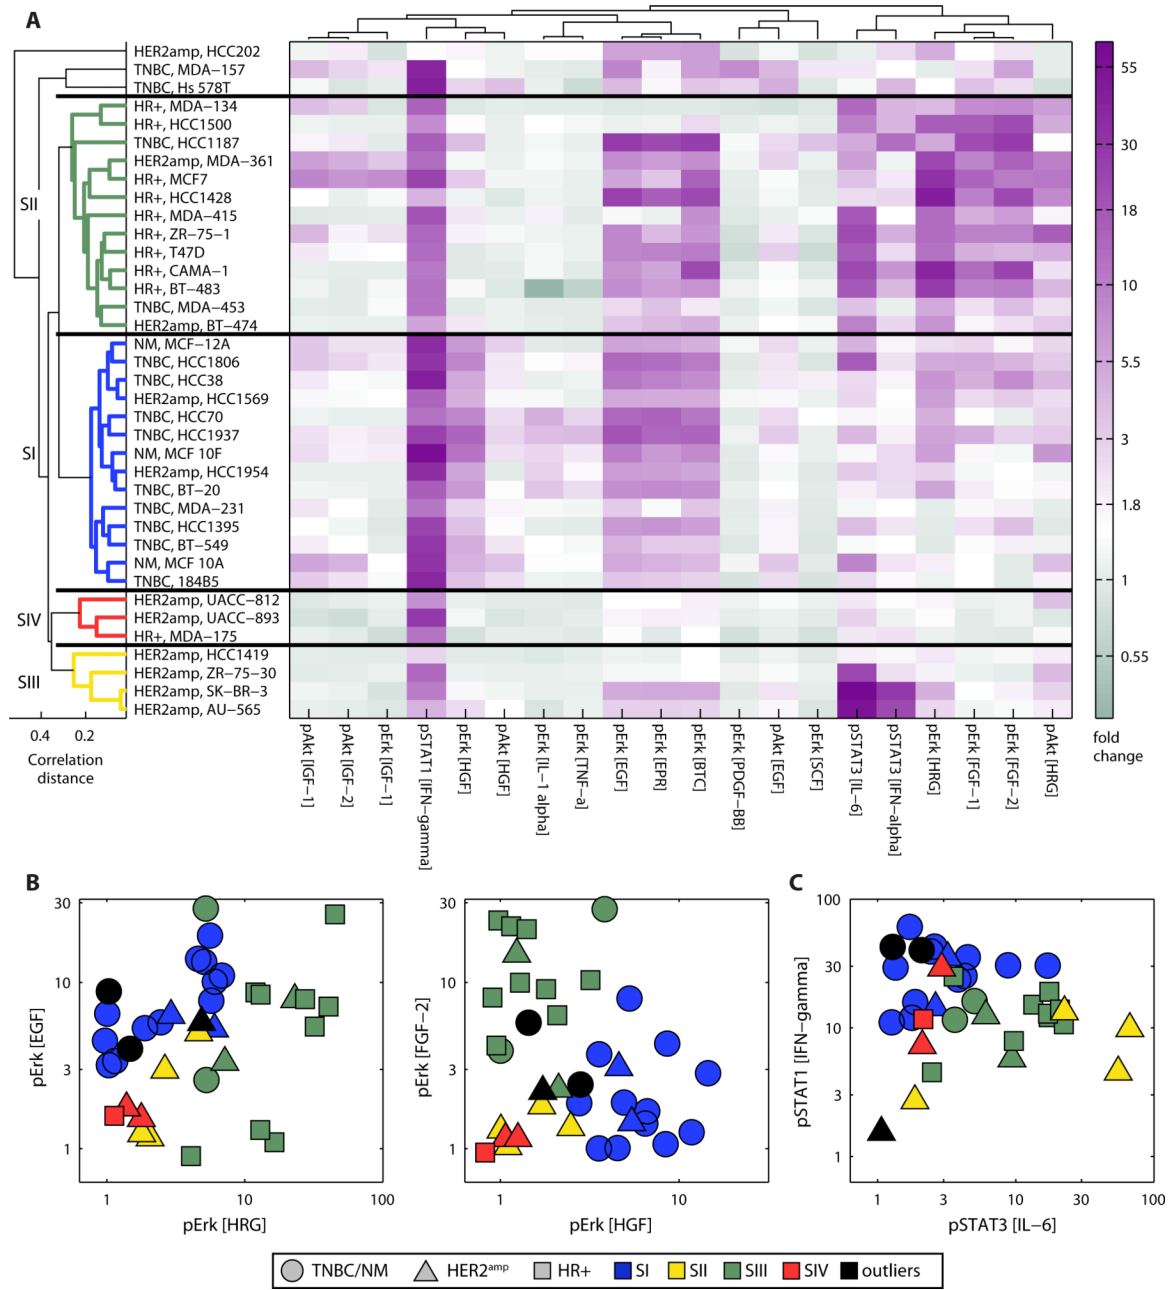 A
HER2amp, HCC202
TNBC, MDA−157
TNBC, Hs 578T
HR+, MDA−134
HR+, HCC1500
TNBC, HCC1187
HER2amp, MDA−361
HR+, MCF7
HR+, HCC1428
HR+, MDA−415
HR+, ZR−75−1
HR+, T47D
HR+, CAMA−1
HR+, BT−483
TNBC, MDA−453
HER2amp, BT−474
NM, MCF−12A
TNBC, HCC1806
TNBC, HCC38
HER2amp, HCC1569
TNBC, HCC70
TNBC, HCC1937
NM, MCF 10F
HER2amp, HCC1954
TNBC, BT−20
TNBC, MDA−231
TNBC, HCC1395
TNBC, BT−549
NM, MCF 10A
TNBC, 184B5
HER2amp, UACC−812
HER2amp, UACC−893
HR+, MDA−175
HER2amp, HCC1419
HER2amp, ZR−75−30
HER2amp, SK−BR−3
HER2amp, AU−565
SII
SI
SIV
SIII
0.4 0.2
Correlation
distance
pAkt [IGF−1]
pAkt [IGF−2]
pErk [IGF−1]
pSTAT1 [IFN−gamma]
pErk [HGF]
pAkt [HGF]
pErk [IL−1 alpha]
pErk [TNF−a]
pErk [EGF]
pErk [EPR]
pErk [BTC]
pErk [PDGF−BB]
pAkt [EGF]
pErk [SCF]
pSTAT3 [IL−6]
pSTAT3 [IFN−alpha]
pErk [HRG]
pErk [FGF−1]
pErk [FGF−2]
pAkt [HRG]
55
30
18
10
5.5
3
1.8
1
0.55
fold
change
B
30
10
3
1
pErk [EGF]
1 10 100
pErk [HRG]
30
10
3
1
pErk [FGF−2]
1 10
pErk [HGF]
C
100
30
10
3
1
pSTAT1 [IFN−gamma]
1 3 10 30 100
pSTAT3 [IL−6]
TNBC/NM HER2amp HR+ SI SII SIII SIV outliers